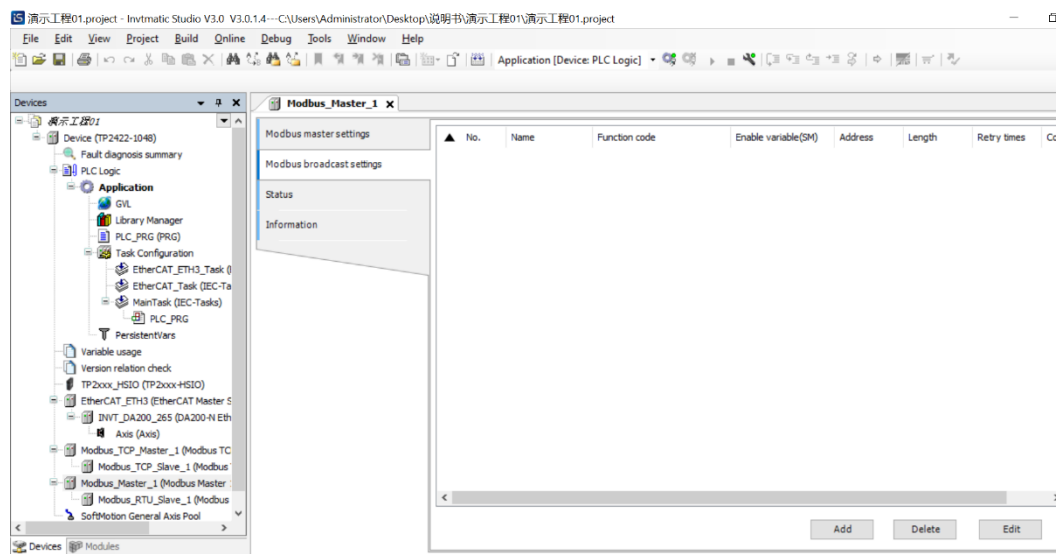 演示工程01.project - Invtmatic Studio V3.0 V3.0.1.4---C:\Users\Administrator\Desktop\说明书\演示工程01\演示工程01.project
File Edit View Project Build Online Debug Tools Window Help
Application [Device: PLC Logic]
Devices
演示工程01
Device (TP2422-1048)
Fault diagnosis summary
PLC Logic
Application
GVL
Library Manager
PLC_PRG (PRG)
Task Configuration
EtherCAT_ETH3_Task (I
EtherCAT_Task (IEC-Ta
MainTask (IEC-Tasks)
PLC_PRG
PersistentVars
Variable usage
Version relation check
TP2xxx_HSIO (TP2xxx-HSIO)
EtherCAT_ETH3 (EtherCAT Master S
INVT_DA200_265 (DA200-N Eth
Axis (Axis)
Modbus_TCP_Master_1 (Modbus TC
Modbus_TCP_Slave_1 (Modbus
Modbus_Master_1 (Modbus Master
Modbus_RTU_Slave_1 (Modbus
SoftMotion General Axis Pool
Devices Modules
Modbus_Master_1
Modbus master settings
Modbus broadcast settings
Status
Information
No. Name Function code Enable variable(SM) Address Length Retry times Co
Add Delete Edit